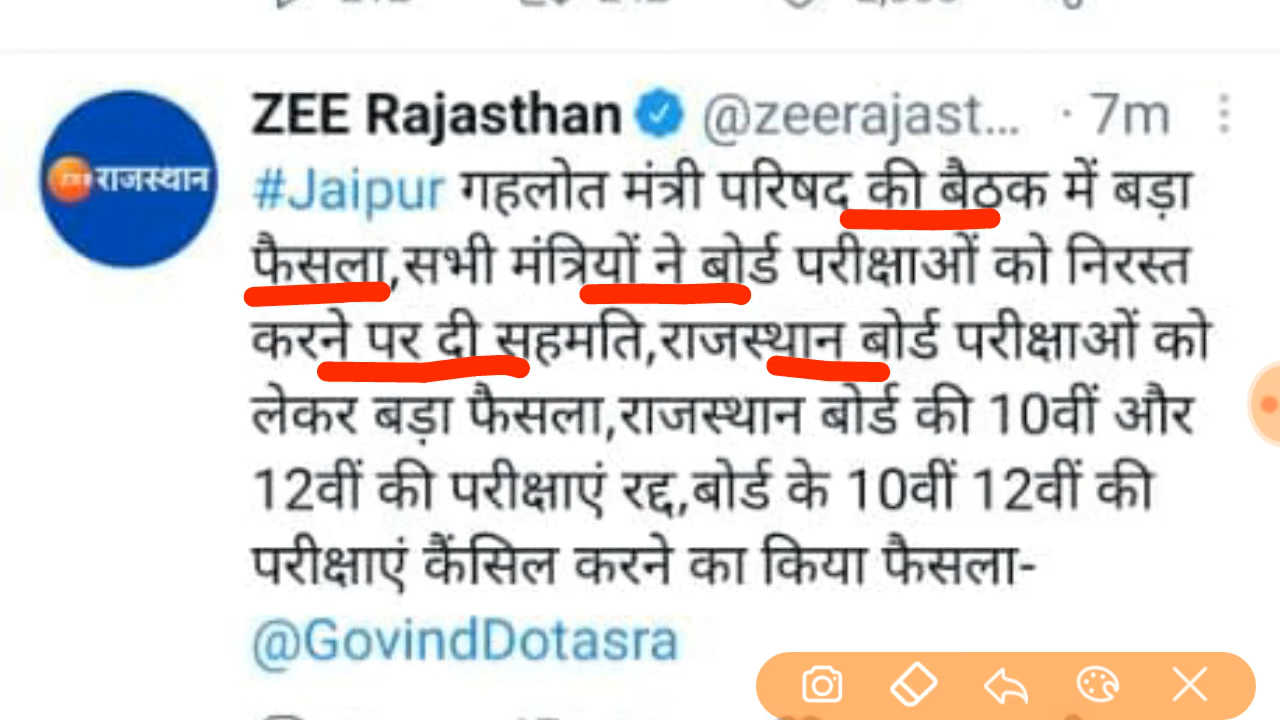 ZEE Rajasthan @zeerajast... · 7m
राजस्थान
#Jaipur गहलोत मंत्री परिषद की बैठक में बड़ा
फैसला,सभी मंत्रियों ने बोर्ड परीक्षाओं को निरस्त
करने पर दी सहमति,राजस्थान बोर्ड परीक्षाओं को
लेकर बड़ा फैसला,राजस्थान बोर्ड की 10वीं और
12वीं की परीक्षाएं रद्द,बोर्ड के 10वीं 12वीं की
परीक्षाएं कैंसिल करने का किया फैसला-
@GovindDotasra